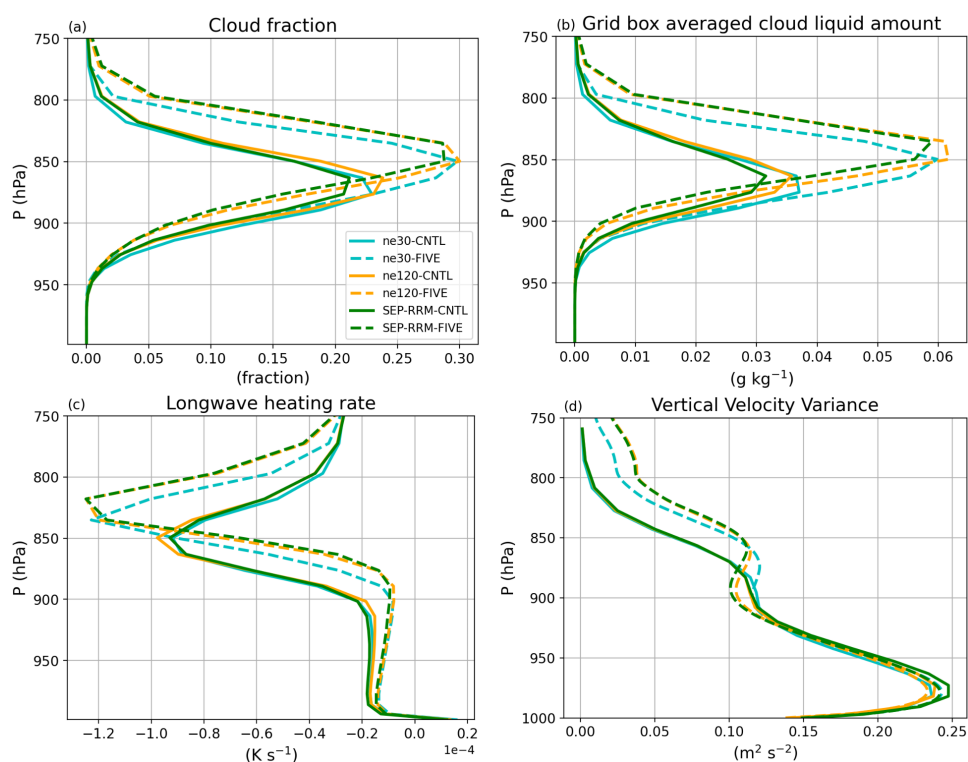 (a) Cloud fraction
750
800
850
900
950
P (hPa)
0.00 0.05 0.10 0.15 0.20 0.25 0.30
(fraction)
ne30-CNTL
ne30-FIVE
ne120-CNTL
ne120-FIVE
SEP-RRM-CNTL
SEP-RRM-FIVE
(b) Grid box averaged cloud liquid amount
750
800
850
900
950
P (hPa)
0.00 0.01 0.02 0.03 0.04 0.05 0.06
(g kg⁻¹)
(c) Longwave heating rate
750
800
850
900
950
P (hPa)
−1.2 −1.0 −0.8 −0.6 −0.4 −0.2 0.0 0.2
1e−4
(K s⁻¹)
(d) Vertical Velocity Variance
750
800
850
900
950
1000
P (hPa)
0.00 0.05 0.10 0.15 0.20 0.25
(m² s⁻²)